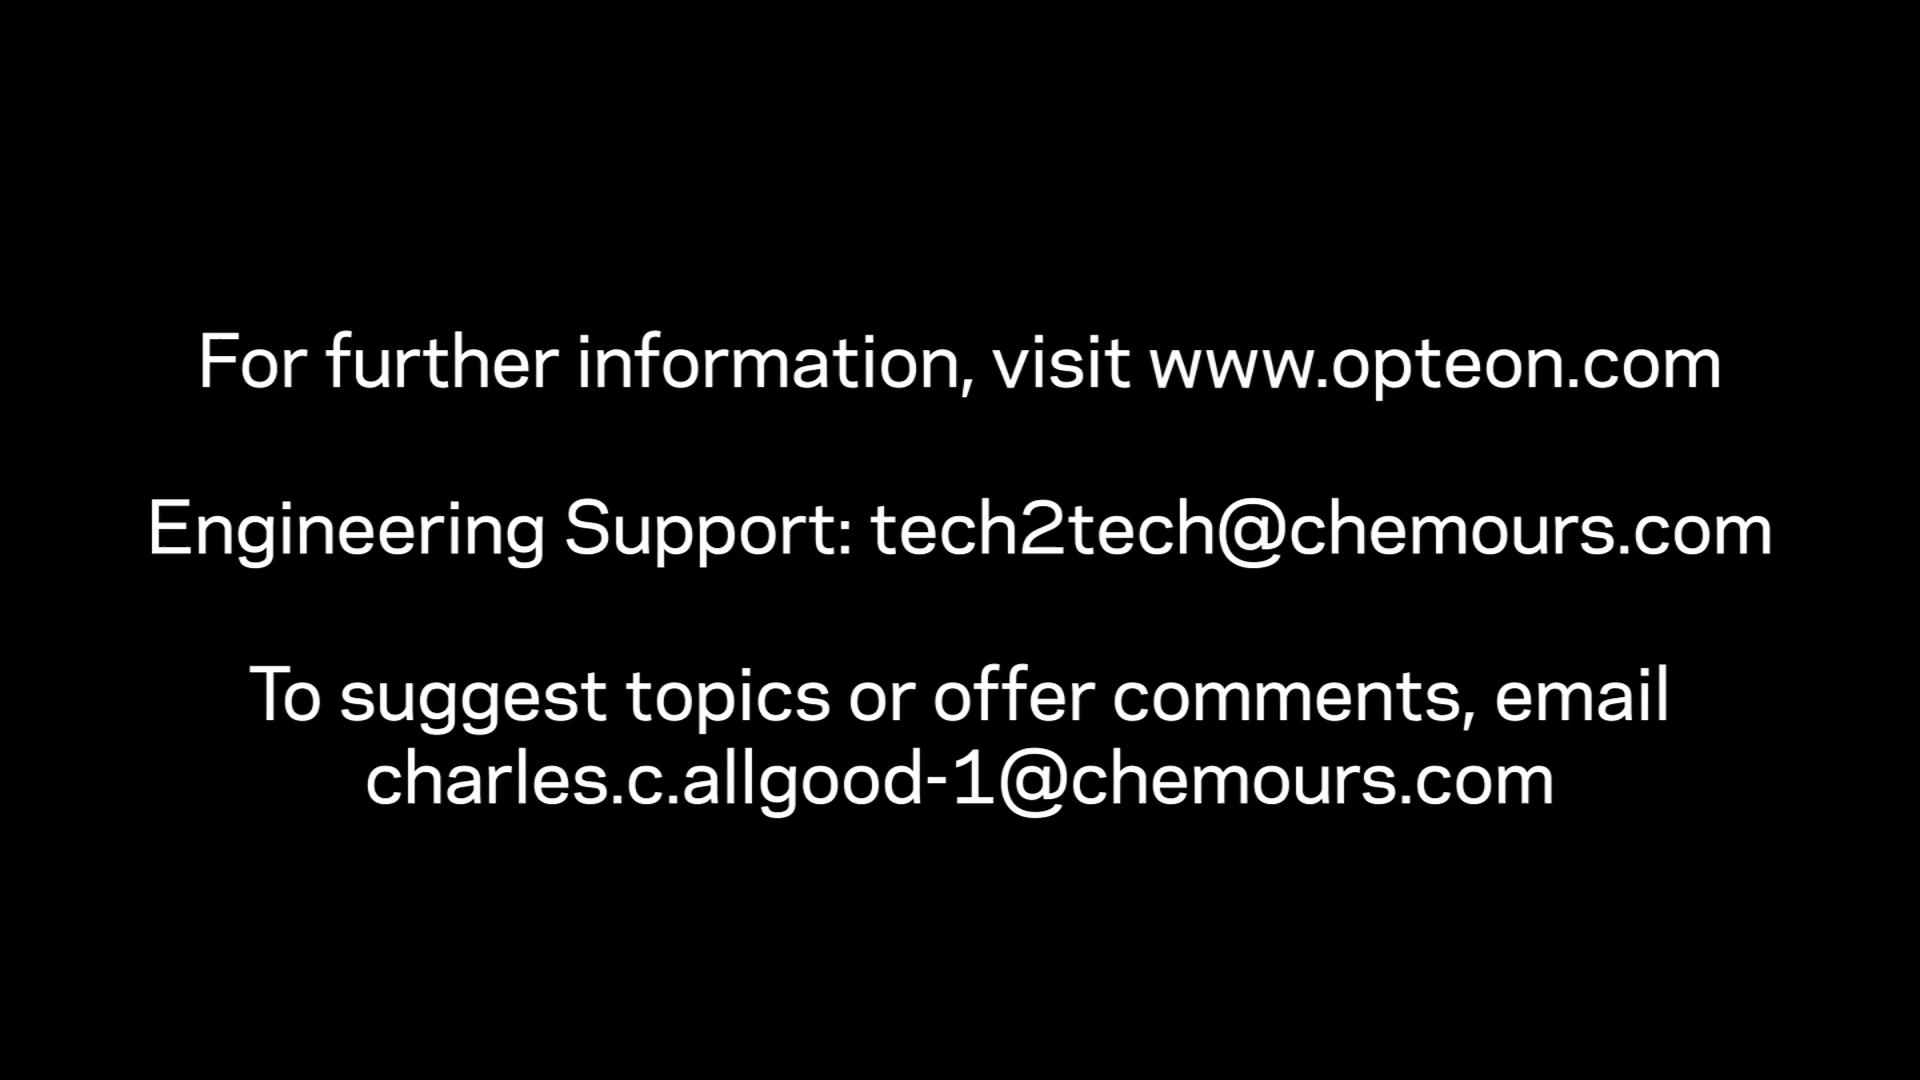 For further information, visit www.opteon.com
Engineering Support: tech2tech@chemours.com
To suggest topics or offer comments, email
charles.c.allgood-1@chemours.com